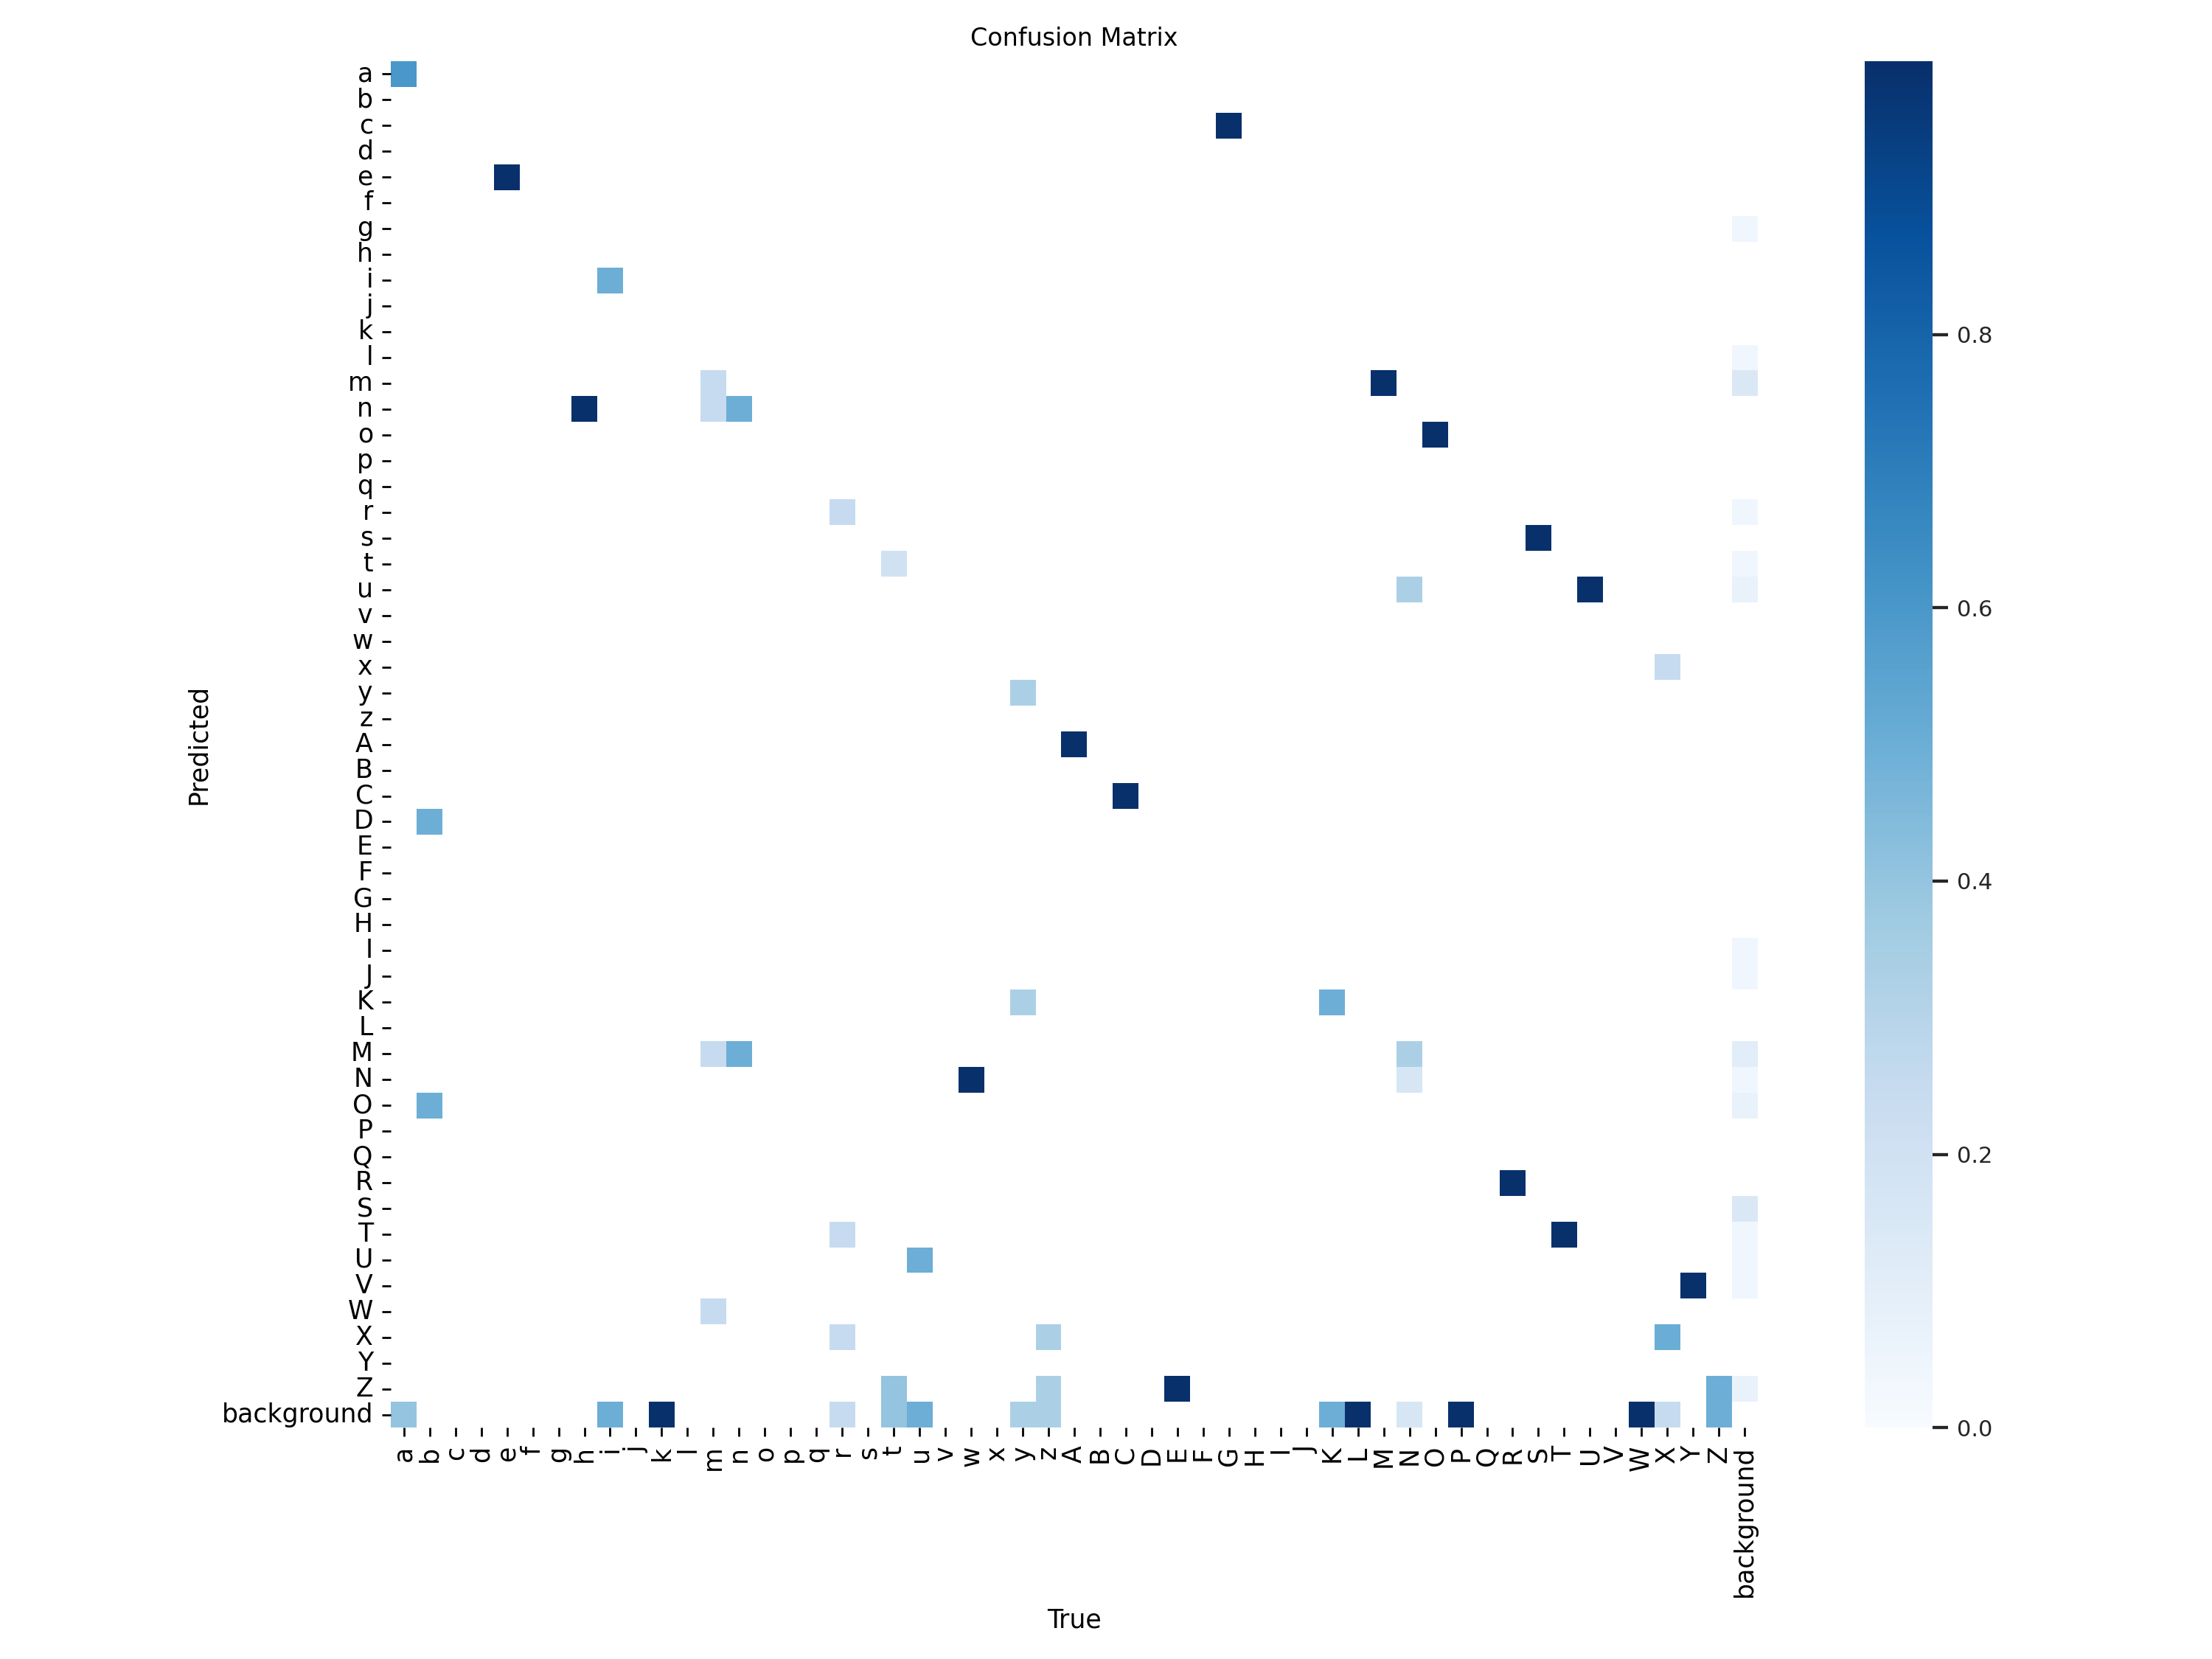 Confusion Matrix
Predicted
a
b
c
d
e
f
g
h
i
j
k
l
m
n
o
p
q
r
s
t
u
v
w
x
y
z
A
B
C
D
E
F
G
H
I
J
K
L
M
N
O
P
Q
R
S
T
U
V
W
X
Y
Z
background
a b c d e f g h i j k l m n o p q r s t u v w x y z A B C D E F G H I J K L M N O P Q R S T U V W X Y Z background
True
0.8
0.6
0.4
0.2
0.0